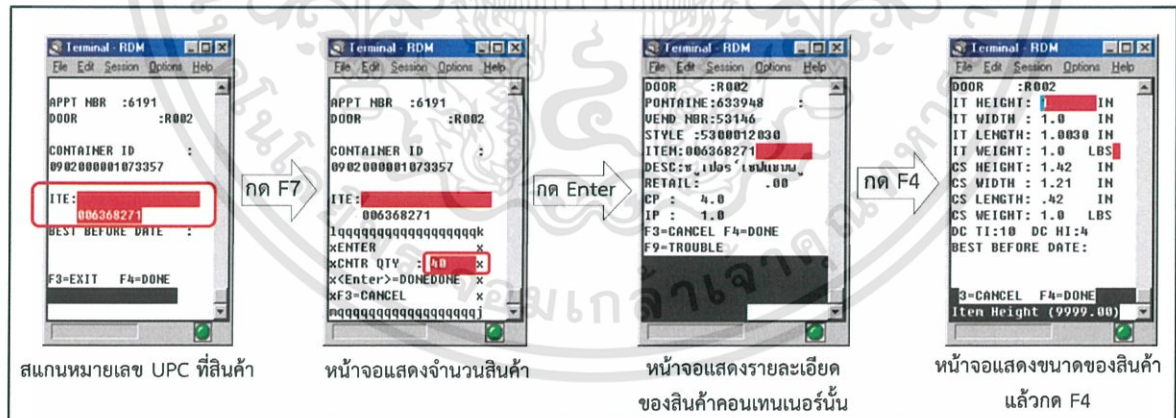 Terminal - RDM
File Edit Session Options Help
APPT NBR :6191
DOOR :R002
CONTAINER ID :
0902000001073357
ITE:
006368271
BEST BEFORE DATE :
F3=EXIT F4=DONE
สแกนหมายเลข UPC ที่สินค้า
กด F7
Terminal - RDM
File Edit Session Options Help
APPT NBR :6191
DOOR :R002
CONTAINER ID :
0902000001073357
ITE:
006368271
lqqqqqqqqqqqqqqqqqqk
xENTER x
xCNTR QTY : 40 x
x<Enter>=DONEDONE x
xF3=CANCEL x
mqqqqqqqqqqqqqqqqqqj
หน้าจอแสดงจำนวนสินค้า
กด Enter
Terminal - RDM
File Edit Session Options Help
DOOR :R002
PONTAINE:633948 :
VEND NBR:53146
STYLE :5300012030
ITEM:006368271
RETAIL: .00
CP : 4.0
IP : 1.0
F3=CANCEL F4=DONE
F9=TROUBLE
หน้าจอแสดงรายละเอียด
ของสินค้าคอนเทนเนอร์นั้น
กด F4
Terminal - RDM
File Edit Session Options Help
DOOR :R002
IT HEIGHT: IN
IT WIDTH : 1.0 IN
IT LENGTH: 1.0030 IN
IT WEIGHT: 1.0 LBS
CS HEIGHT: 1.42 IN
CS WIDTH : 1.21 IN
CS LENGTH: .42 IN
CS WEIGHT: 1.0 LBS
DC TI:10 DC HI:4
BEST BEFORE DATE:
3=CANCEL F4=DONE
Item Height (9999.00)
หน้าจอแสดงขนาดของสินค้า
แล้วกด F4